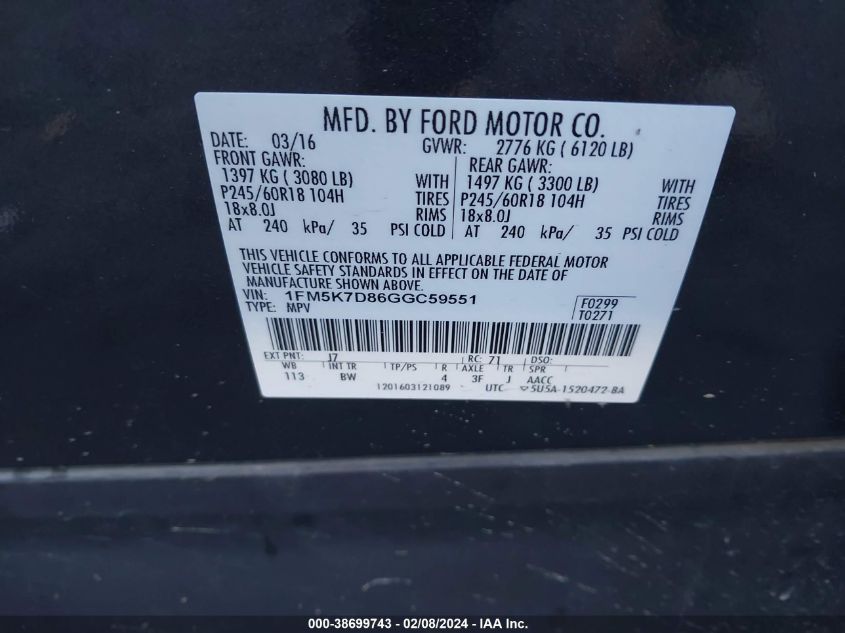 MFD. BY FORD MOTOR CO.
DATE: 03/16 GVWR: 2776 KG ( 6120 LB)
FRONT GAWR: REAR GAWR:
1397 KG ( 3080 LB) WITH 1497 KG ( 3300 LB) WITH
P245/60R18 104H TIRES P245/60R18 104H TIRES
18x8.0J RIMS 18x8.0J RIMS
AT 240 kPa/ 35 PSI COLD AT 240 kPa/ 35 PSI COLD
THIS VEHICLE CONFORMS TO ALL APPLICABLE FEDERAL MOTOR
VEHICLE SAFETY STANDARDS IN EFFECT ON THE DATE OF
MANUFACTURE SHOWN ABOVE.
VIN: 1FM5K7D86GGC59551 F0299
TYPE: MPV T0271
EXT PNT: J7 RC: 71 DSO:
WB INT TR TP/PS R AXLE TR SPR
113 BW 4 3F J AACC
1201603121089 UTC 5U5A-1520472-BA
000-38699743 - 02/08/2024 - IAA Inc.